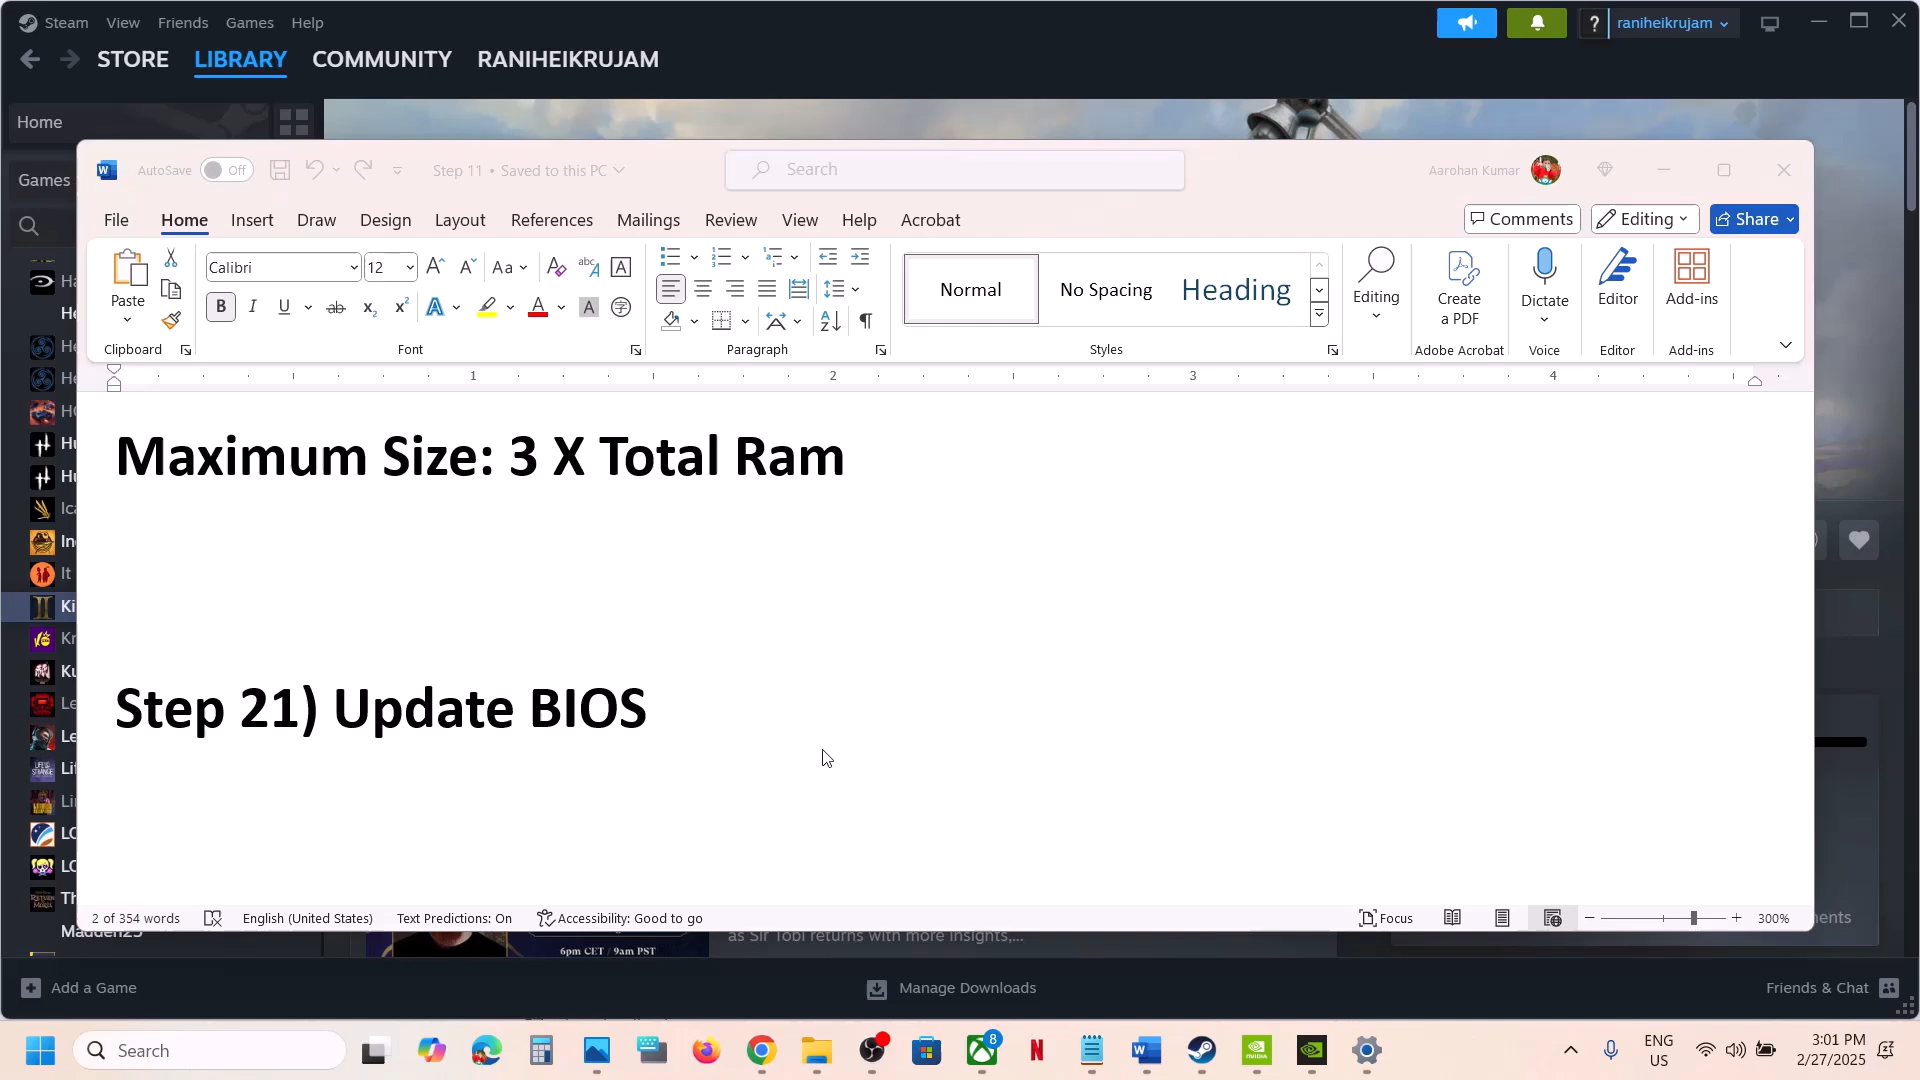 Steam View Friends Games Help
raniheikrujam
STORE LIBRARY COMMUNITY RANIHEIKRUJAM
Home
Games
AutoSave Off
Step 11 • Saved to this PC
Search
Aarohan Kumar
File Home Insert Draw Design Layout References Mailings Review View Help Acrobat
Comments Editing Share
Calibri 12
Paste
Normal
No Spacing
Heading
Editing
Create a PDF
Dictate
Editor
Add-ins
Clipboard Font Paragraph Styles Adobe Acrobat Voice Editor Add-ins
1 2 3 4
Maximum Size: 3 X Total Ram
Step 21) Update BIOS
2 of 354 words
English (United States)
Text Predictions: On
Accessibility: Good to go
Focus
300%
as Sir Tobi returns with more insights,...
6pm CET / 9am PST
Add a Game
Manage Downloads
Friends & Chat
Search
8
ENG
US
3:01 PM
2/27/2025